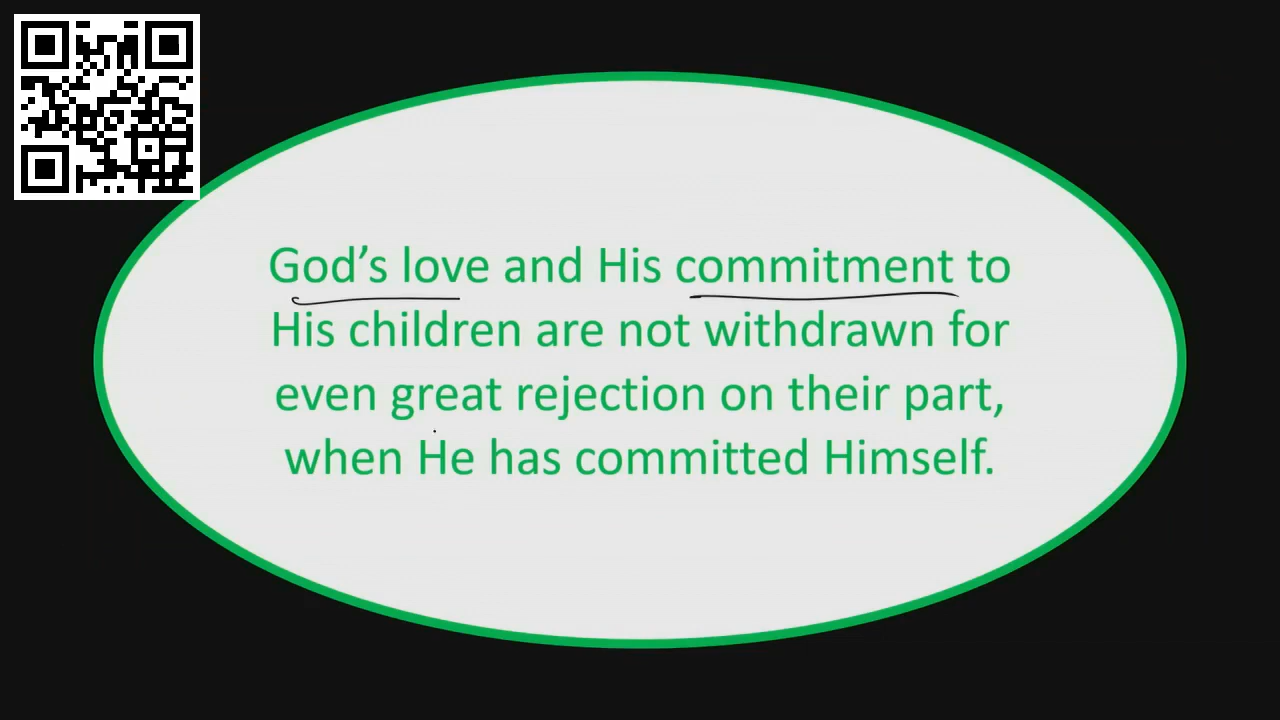 God’s love and His commitment to
His children are not withdrawn for
even great rejection on their part,
when He has committed Himself.